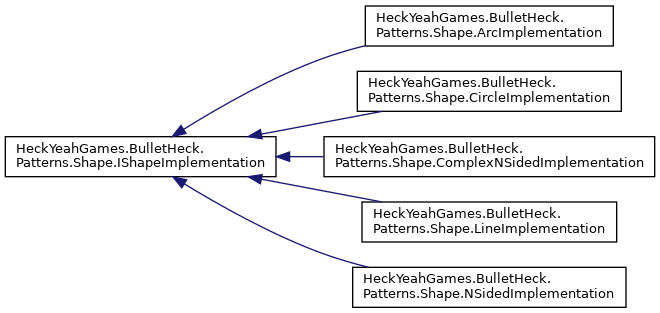 HeckYeahGames.BulletHeck.
Patterns.Shape.ArcImplementation
HeckYeahGames.BulletHeck.
Patterns.Shape.CircleImplementation
HeckYeahGames.BulletHeck.
Patterns.Shape.IShapeImplementation
HeckYeahGames.BulletHeck.
Patterns.Shape.ComplexNSidedImplementation
HeckYeahGames.BulletHeck.
Patterns.Shape.LineImplementation
HeckYeahGames.BulletHeck.
Patterns.Shape.NSidedImplementation